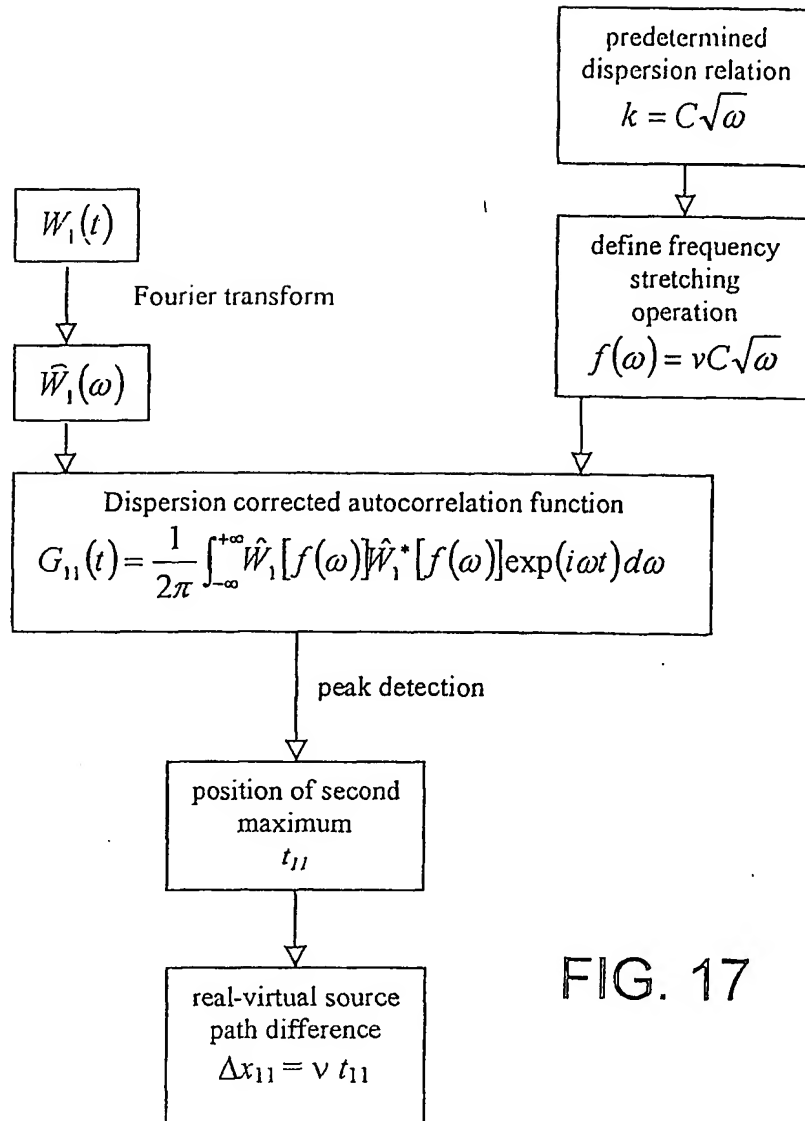 predetermined
dispersion relation
k = C√ω
W₁(t)
Fourier transform
Ŵ₁(ω)
define frequency
stretching
operation
f(ω) = νC√ω
Dispersion corrected autocorrelation function
G₁₁(t) = 1/2π ∫₋∞⁺∞ Ŵ₁[f(ω)]Ŵ₁*[f(ω)]exp(iωt)dω
peak detection
position of second
maximum
t₁₁
real-virtual source
path difference
Δx₁₁ = ν t₁₁
FIG. 17